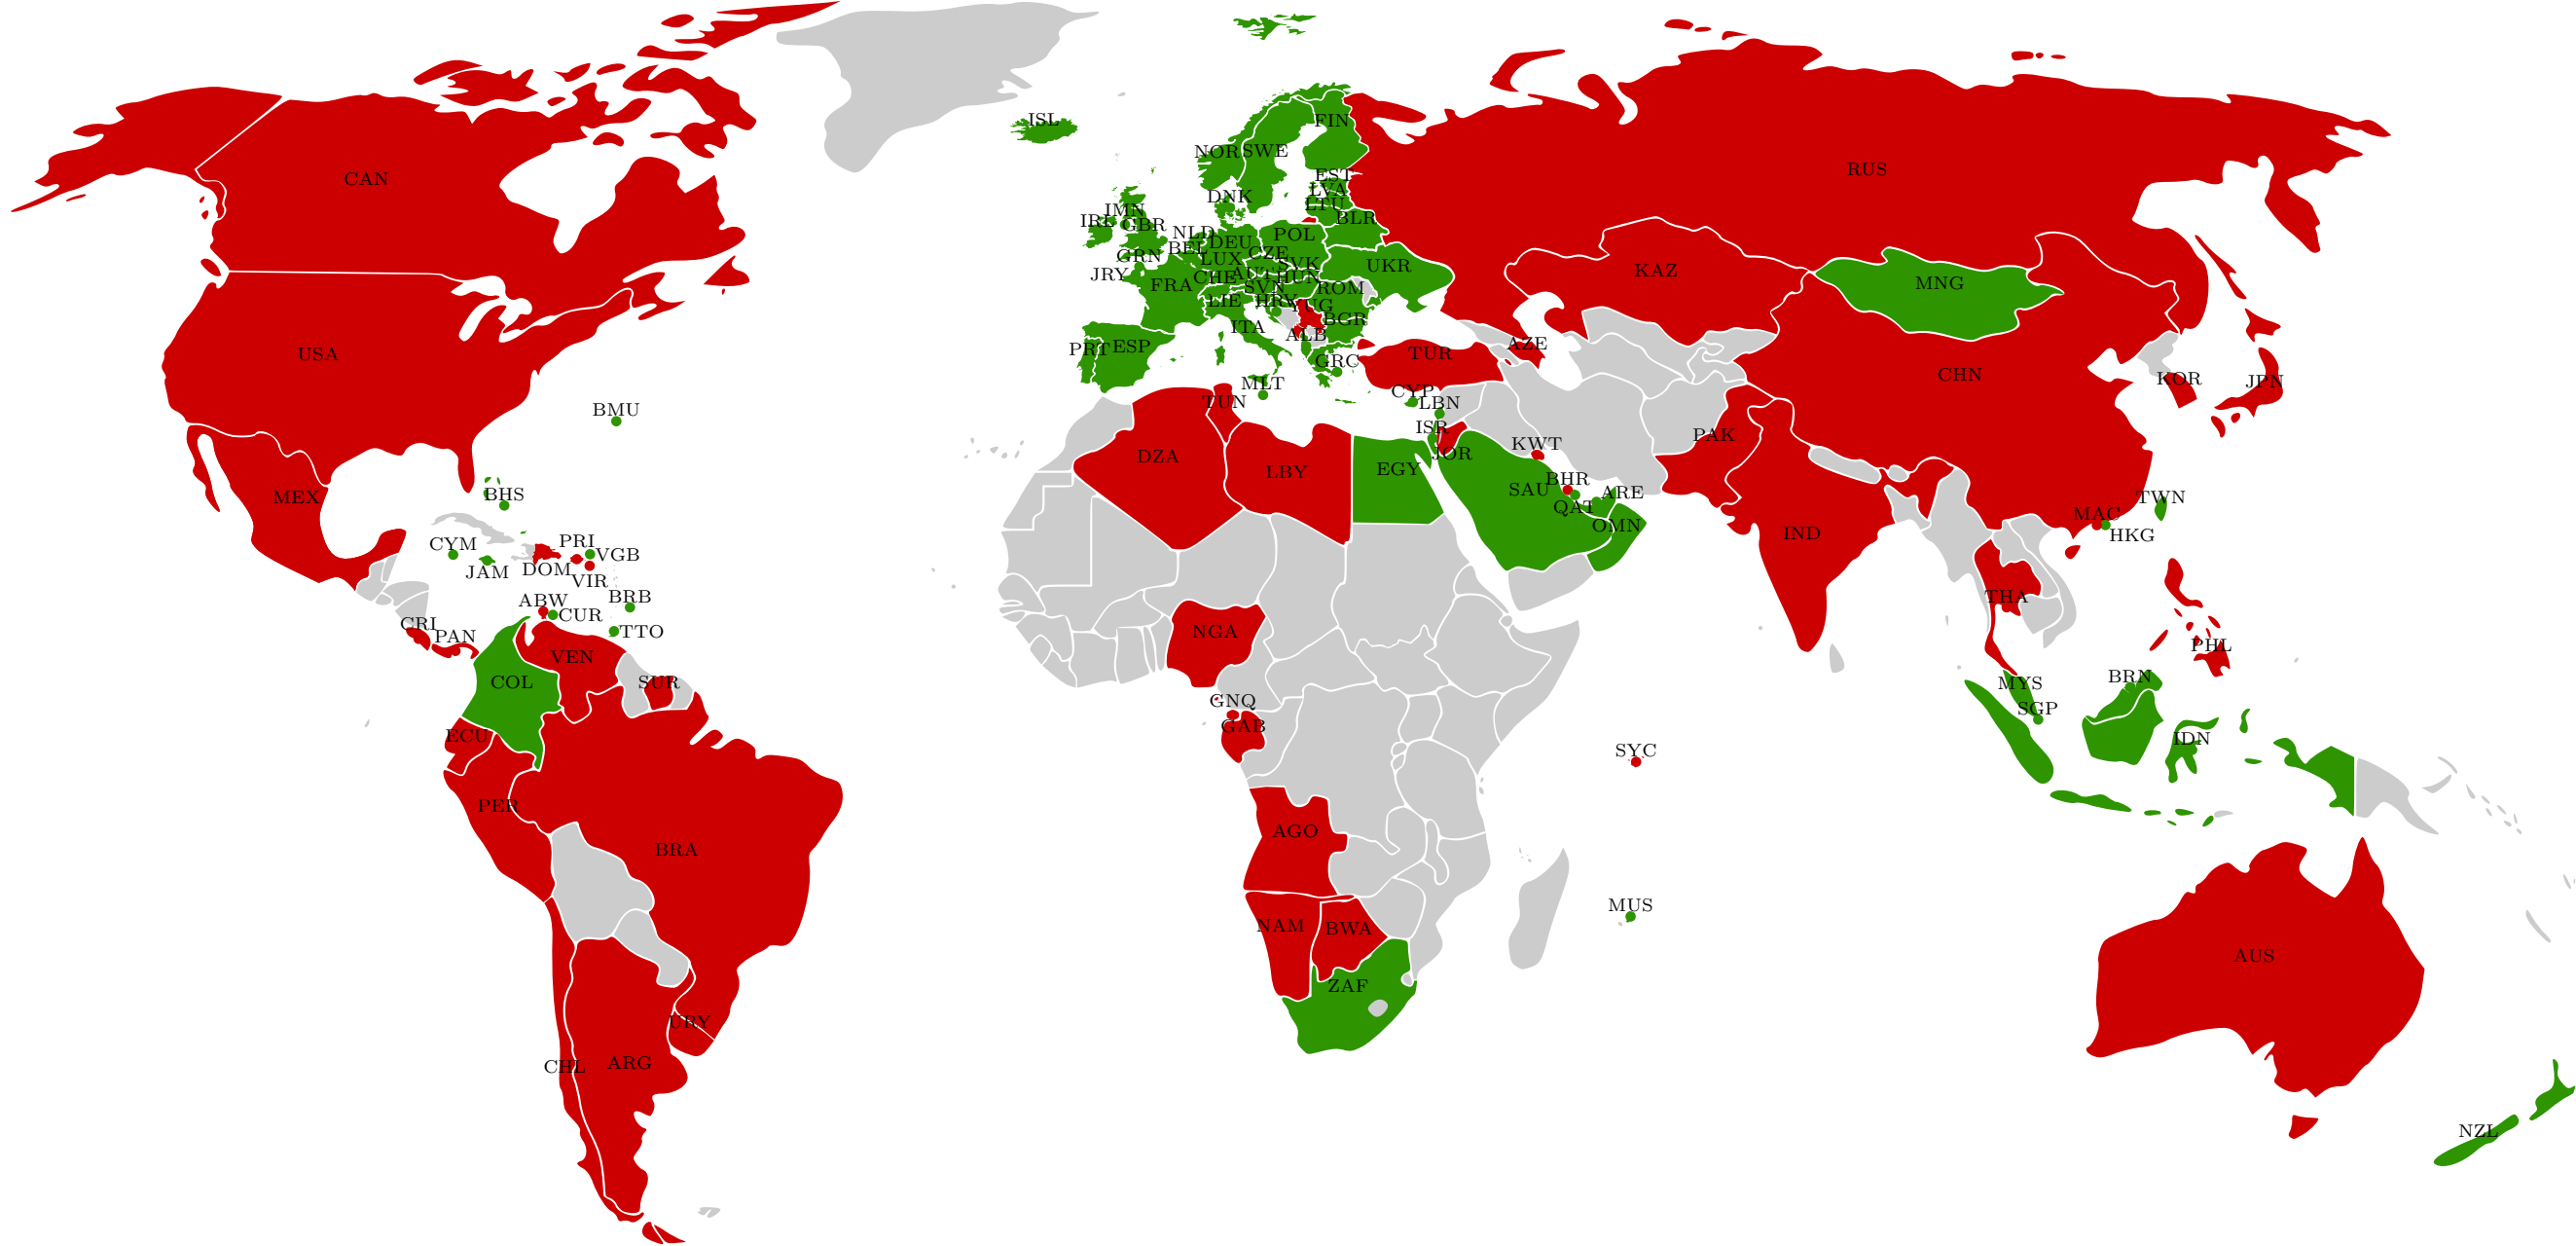 ISL
FIN
NOR
SWE
CAN
RUS
EST
LVA
DNK
LTU
IMN
BLR
IRL
GBR
NLD
POL
DEU
BEL
CZE
GRN
LUX
SVK
UKR
KAZ
JRY
AUT
CHE
HUN
MNG
FRA
SVN
ROM
LIE
HRV
YUG
BGR
ITA
ALB
AZE
PRT
ESP
USA
TUR
GRC
CHN
KOR
JPN
MLT
CYP
TUN
LBN
BMU
ISR
PAK
KWT
JOR
DZA
EGY
LBY
BHR
SAU
ARE
BHS
MEX
TWN
QAT
MAC
OMN
IND
HKG
PRI
CYM
VGB
DOM
JAM
VIR
BRB
THA
ABW
CUR
CRI
TTO
NGA
PAN
PHL
VEN
BRN
COL
SUR
MYS
GNQ
SGP
GAB
ECU
IDN
SYC
PER
AGO
BRA
MUS
NAM
BWA
AUS
ZAF
URY
ARG
CHL
NZL